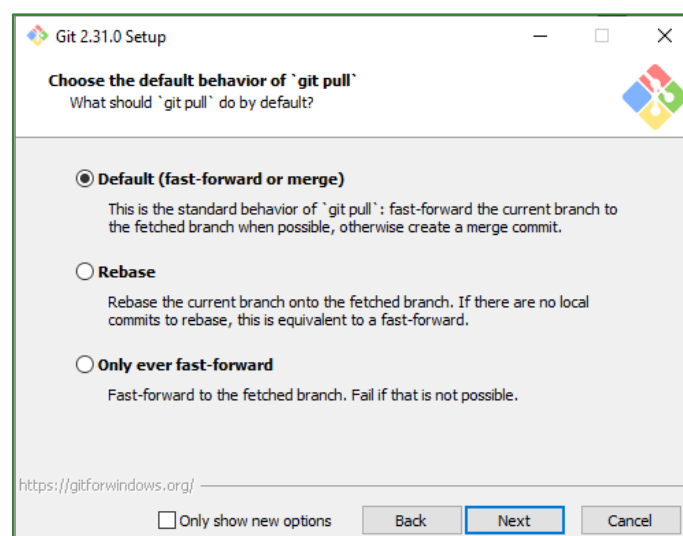 Git 2.31.0 Setup
Choose the default behavior of `git pull`
What should `git pull` do by default?
Default (fast-forward or merge)
This is the standard behavior of `git pull`: fast-forward the current branch to
the fetched branch when possible, otherwise create a merge commit.
Rebase
Rebase the current branch onto the fetched branch. If there are no local
commits to rebase, this is equivalent to a fast-forward.
Only ever fast-forward
Fast-forward to the fetched branch. Fail if that is not possible.
https://gitforwindows.org/
Only show new options Back Next Cancel